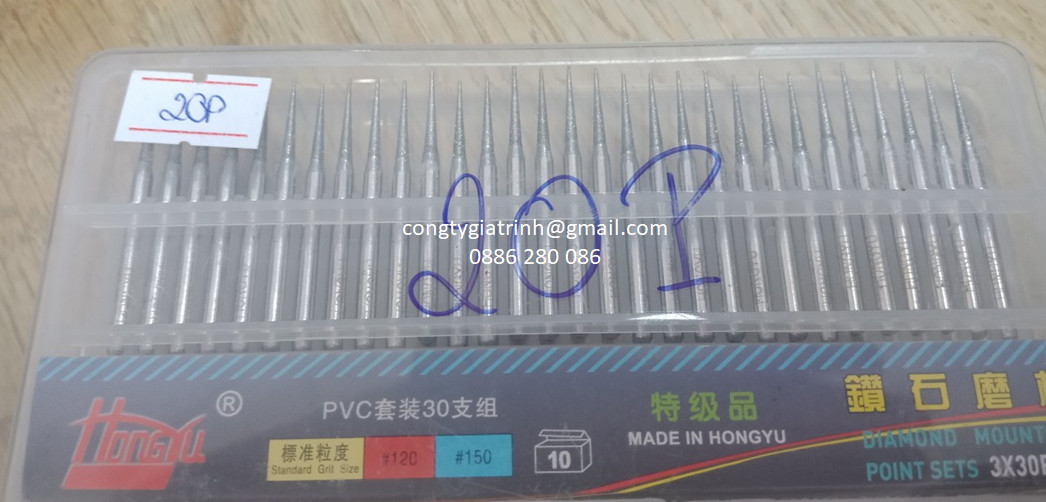 20P
20P
congtygiatrinh@gmail.com
0886 280 086
HONGYU ®
PVC套装30支组
標准粒度
Standard Grit Size
#120
#150
10
特级品
MADE IN HONGYU
鑽石磨
DIAMOND MOUNT
POINT SETS 3X30